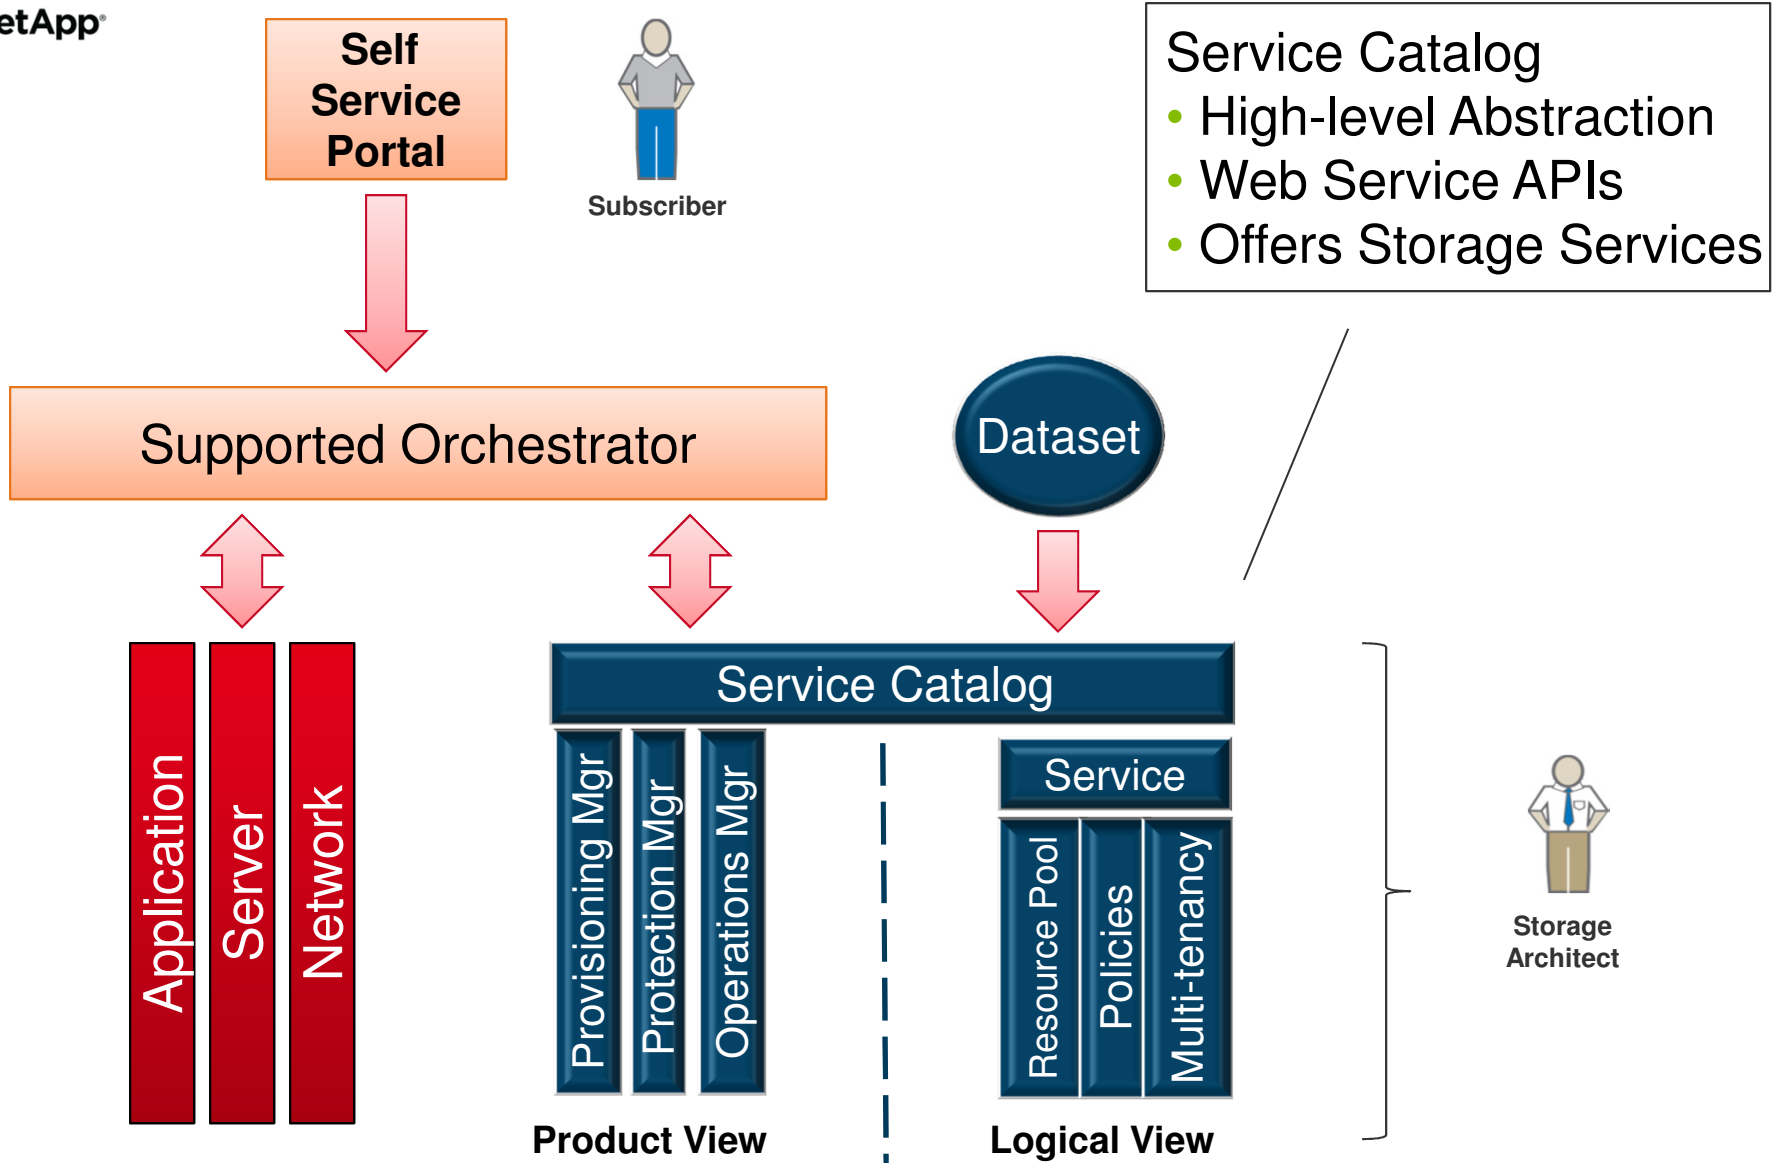 etApp
Self
Service
Portal
Subscriber
Service Catalog
• High-level Abstraction
• Web Service APIs
• Offers Storage Services
Supported Orchestrator
Dataset
Application
Server
Network
Service Catalog
Provisioning Mgr
Protection Mgr
Operations Mgr
Service
Resource Pool
Policies
Multi-tenancy
Storage
Architect
Product View
Logical View